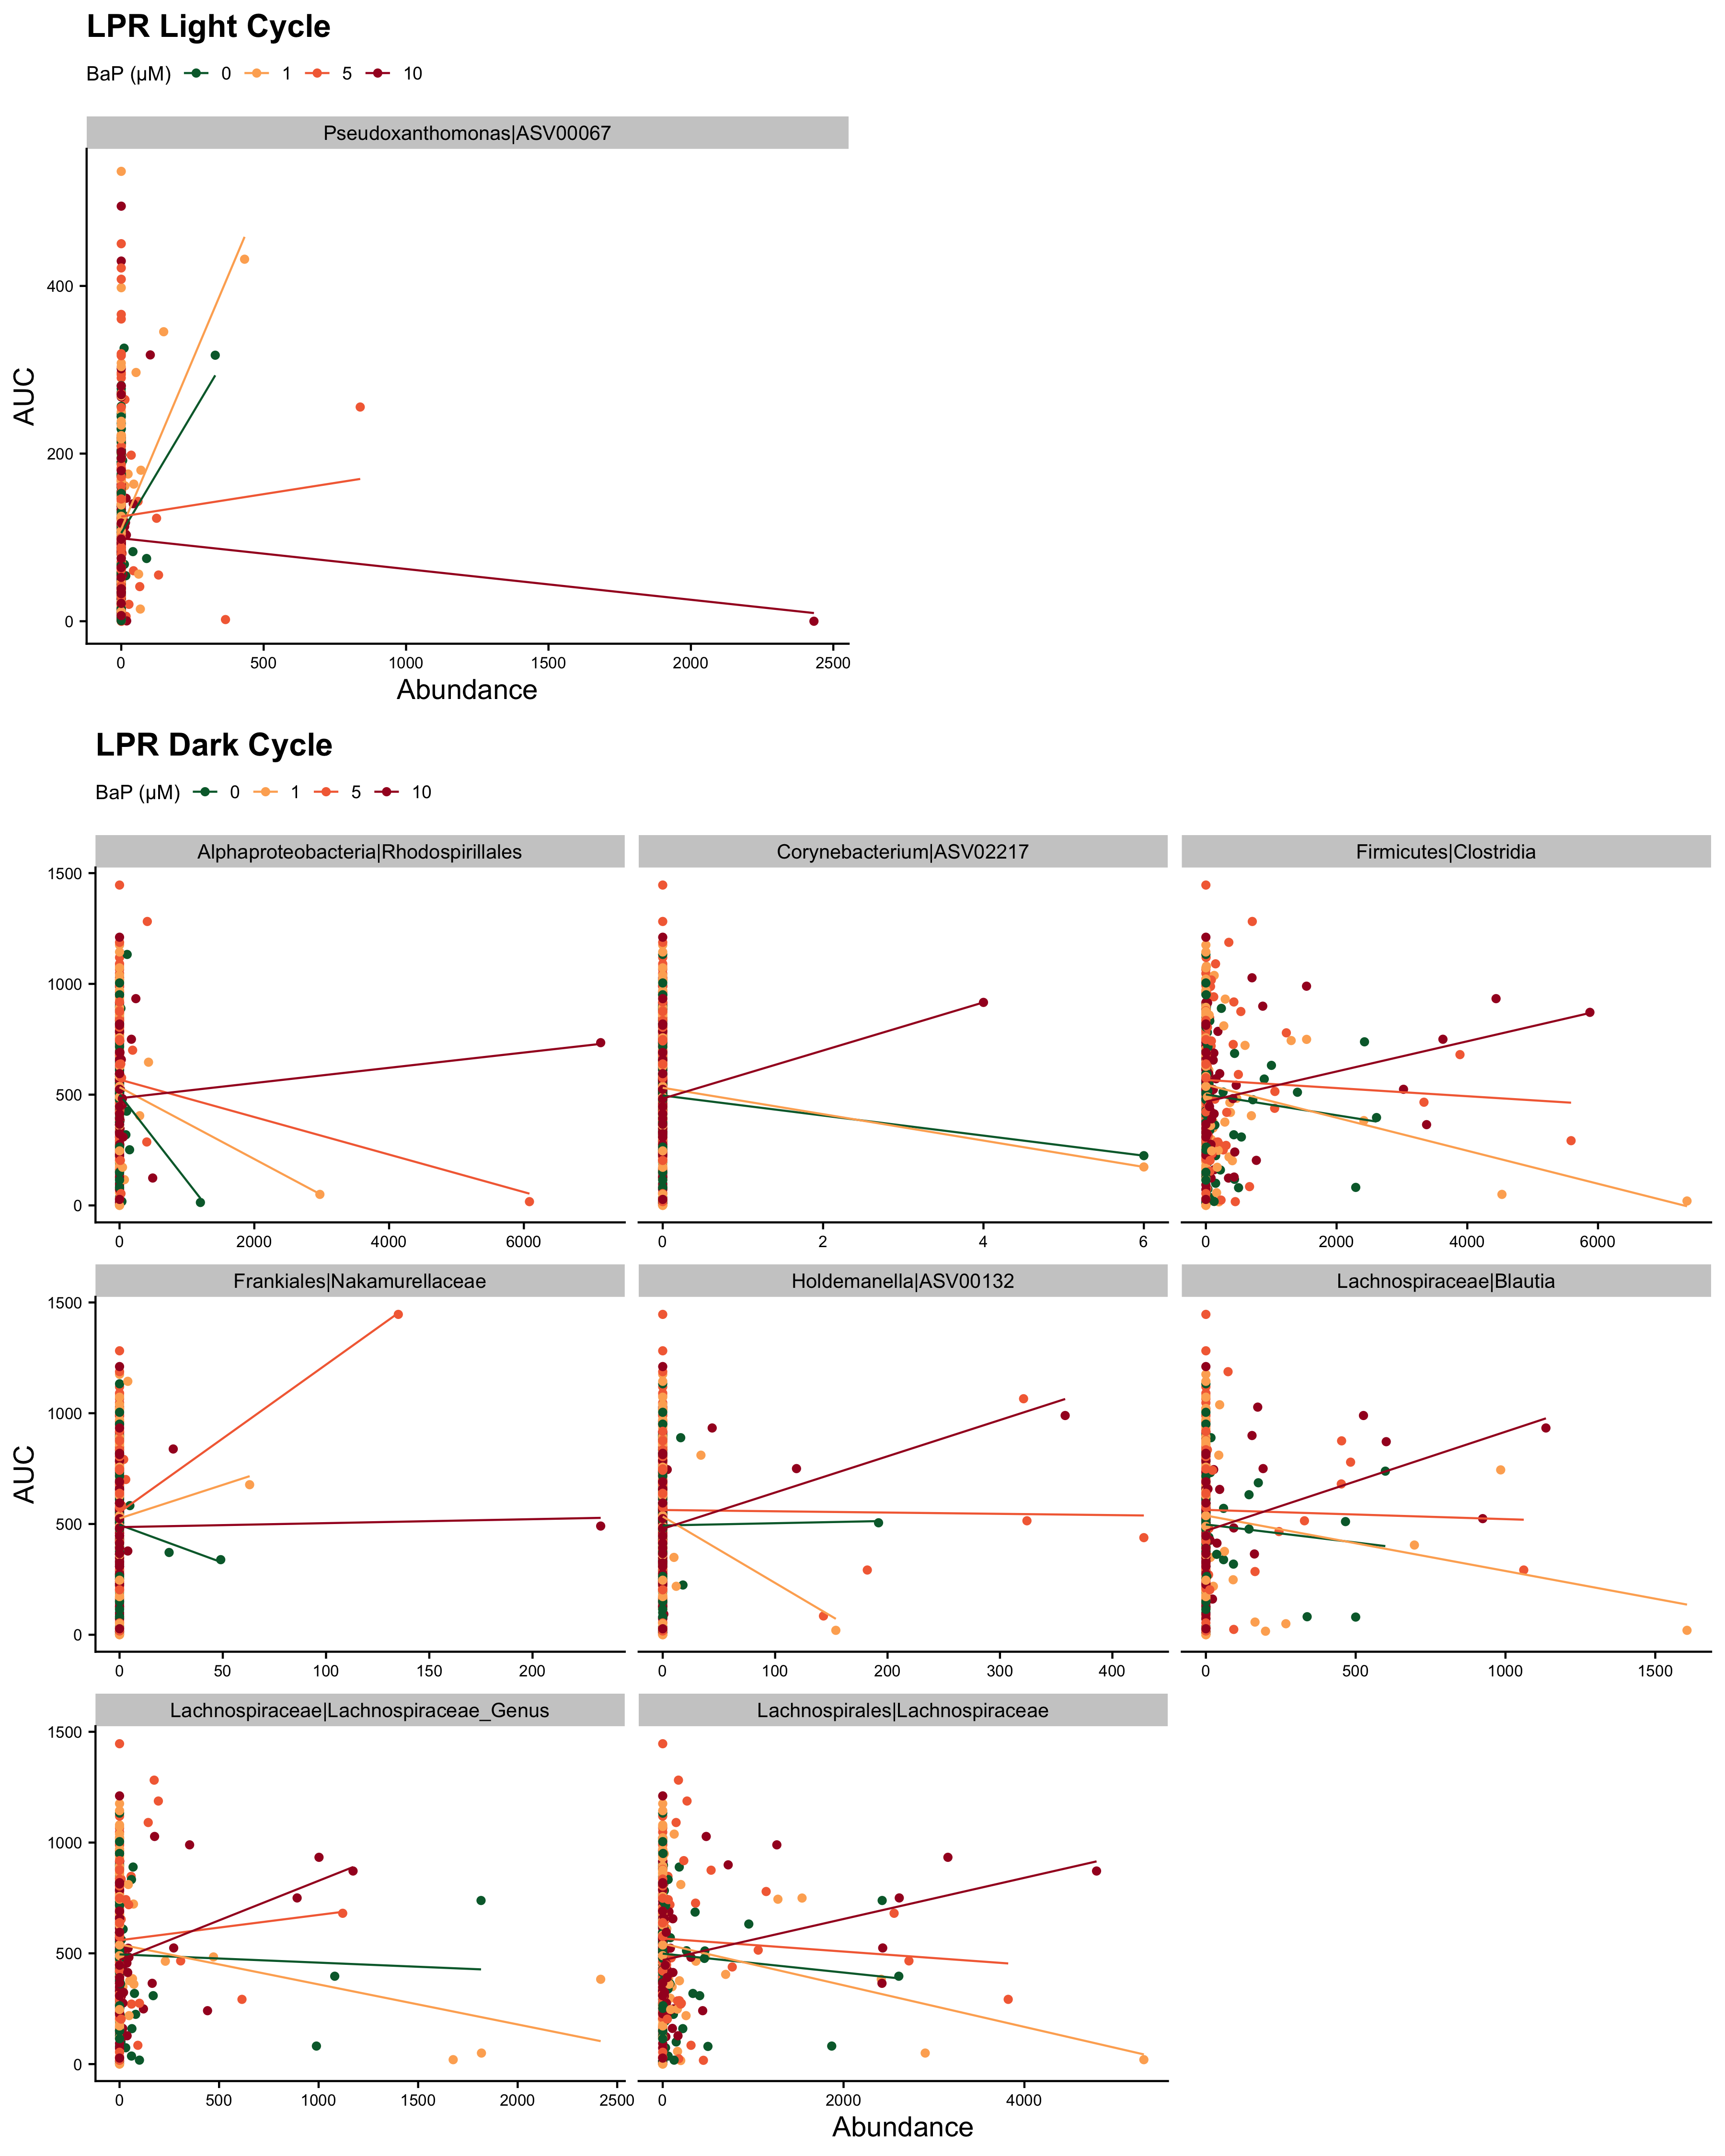 LPR Light Cycle
BaP (µM) 0 1 5 10
Pseudoxanthomonas|ASV00067
AUC
400
200
0
0 500 1000 1500 2000 2500
Abundance
LPR Dark Cycle
BaP (µM) 0 1 5 10
Alphaproteobacteria|Rhodospirillales Corynebacterium|ASV02217 Firmicutes|Clostridia
1500
1000
500
0
0 2000 4000 6000 0 2 4 6 0 2000 4000 6000
Frankiales|Nakamurellaceae Holdemanella|ASV00132 Lachnospiraceae|Blautia
1500
1000
AUC
500
0
0 50 100 150 200 0 100 200 300 400 0 500 1000 1500
Lachnospiraceae|Lachnospiraceae_Genus Lachnospirales|Lachnospiraceae
1500
1000
500
0
0 500 1000 1500 2000 2500 0 2000 4000
Abundance